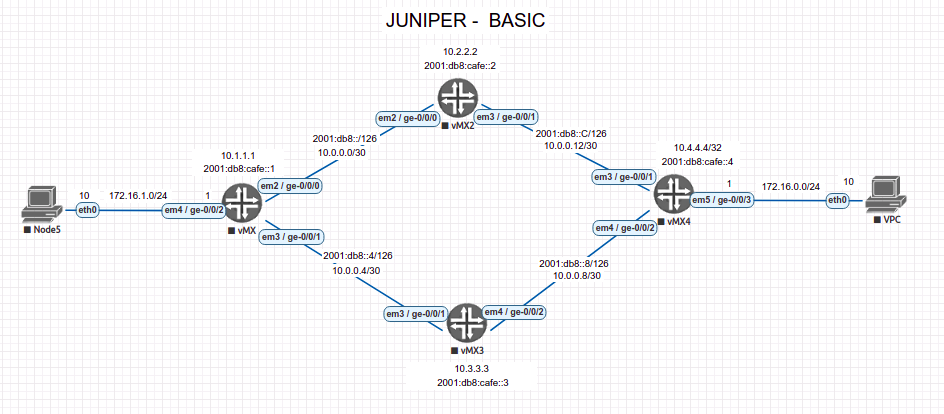 JUNIPER - BASIC
10.2.2.2
2001:db8:cafe::2
em2 / ge-0/0/0
em3 / ge-0/0/1
vMX2
2001:db8::/126
10.0.0.0/30
2001:db8::C/126
10.0.0.12/30
10.1.1.1
2001:db8:cafe::1
10.4.4.4/32
2001:db8:cafe::4
em2 / ge-0/0/0
em3 / ge-0/0/1
10
172.16.1.0/24
1
eth0
em4 / ge-0/0/2
Node5
vMX
em3 / ge-0/0/1
1
172.16.0.0/24
10
em5 / ge-0/0/3
eth0
vMX4
VPC
em4 / ge-0/0/2
2001:db8::4/126
10.0.0.4/30
2001:db8::8/126
10.0.0.8/30
em3 / ge-0/0/1
em4 / ge-0/0/2
vMX3
10.3.3.3
2001:db8:cafe::3